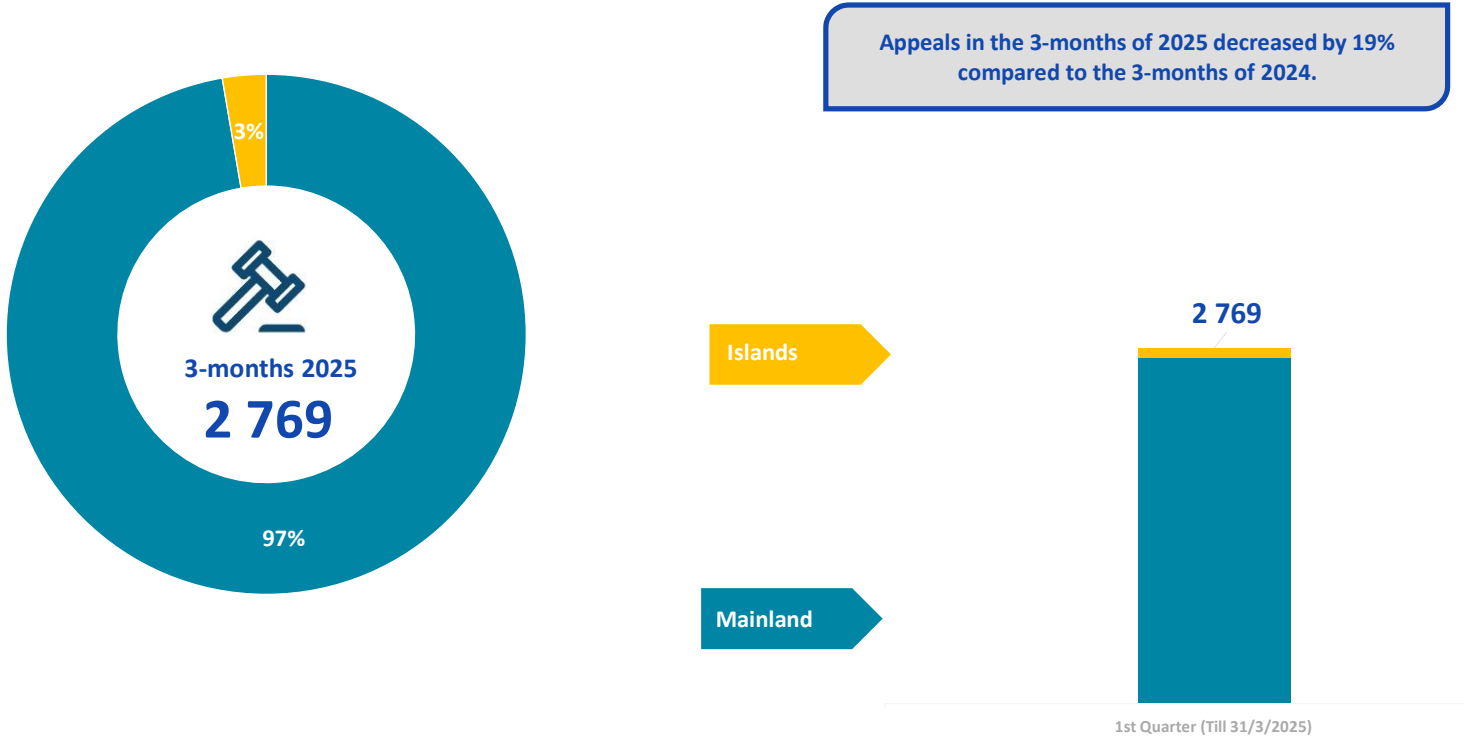 Appeals in the 3-months of 2025 decreased by 19%
compared to the 3-months of 2024.
3%
3-months 2025
2 769
97%
2 769
Islands
Mainland
1st Quarter (Till 31/3/2025)